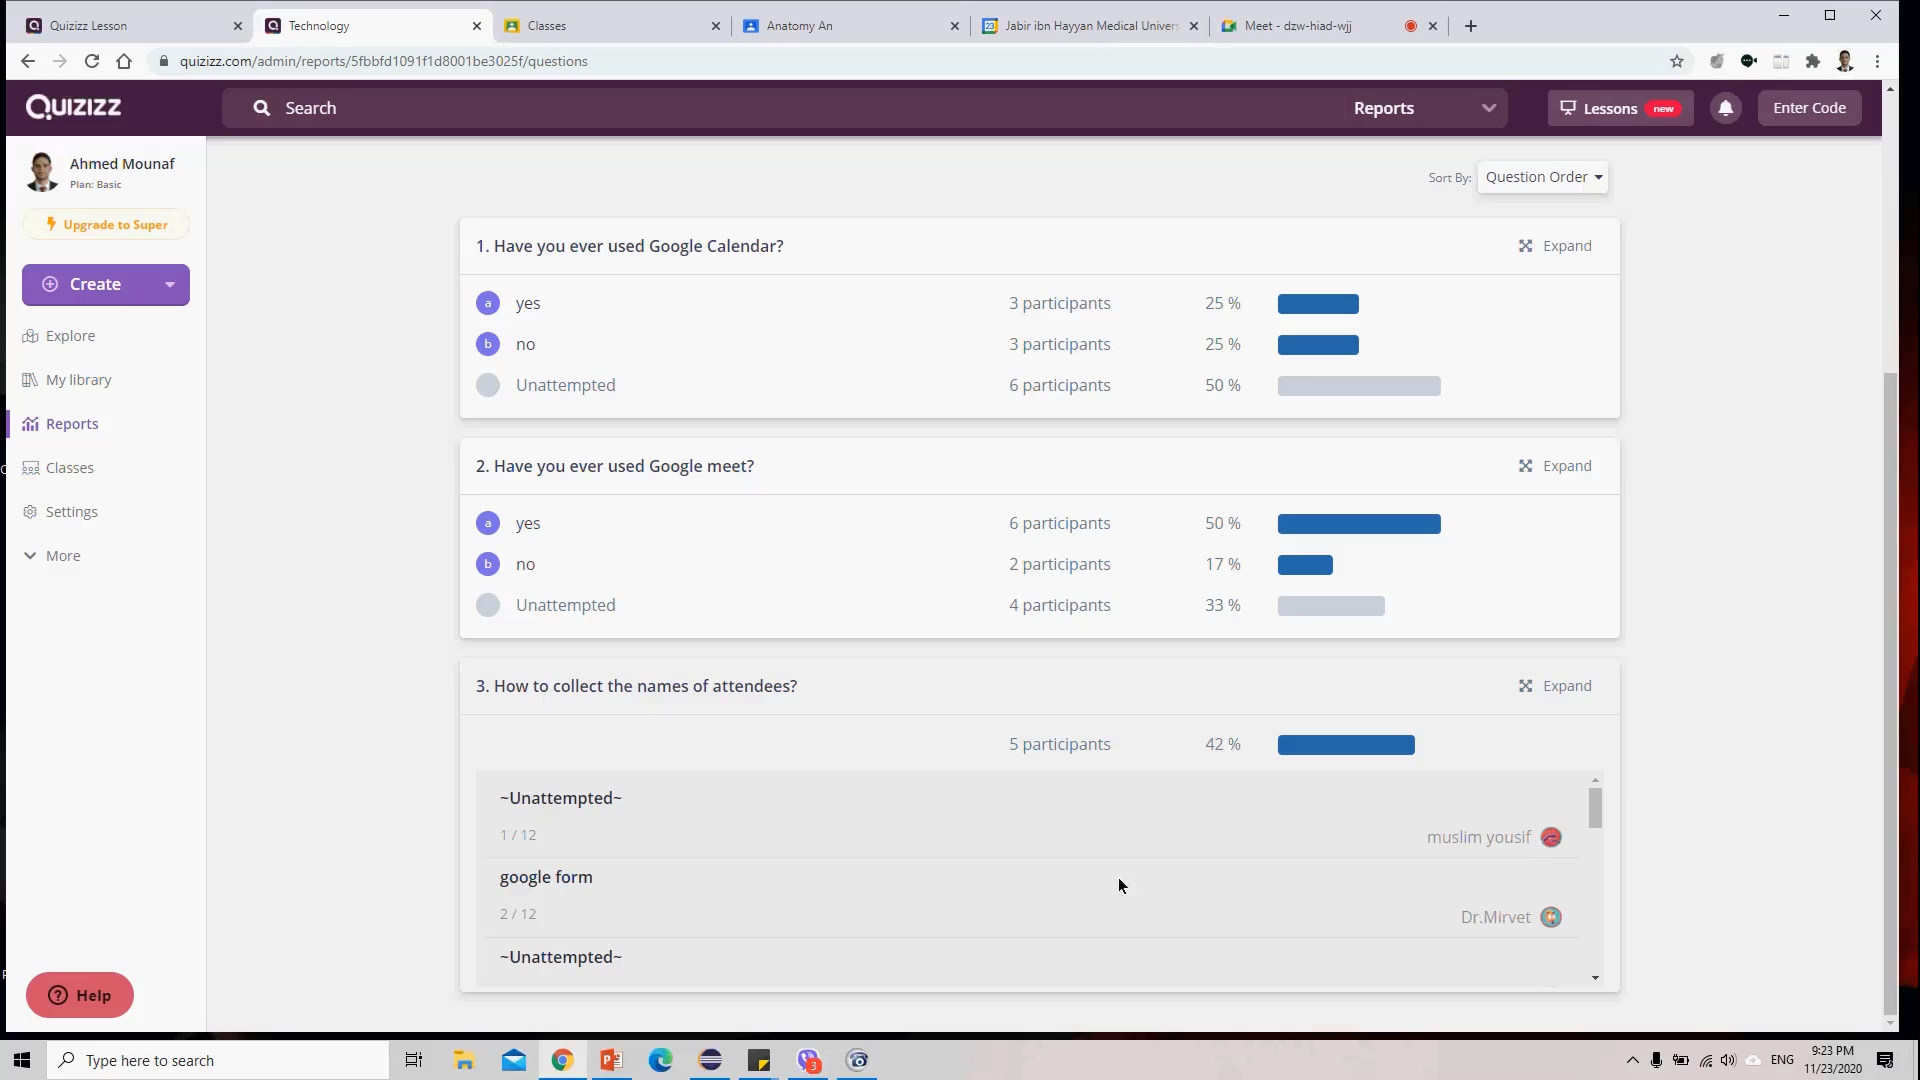 Quizizz Lesson
Technology
Classes
Anatomy An
Jabir ibn Hayyan Medical Univers
Meet - dzw-hiad-wjj
quizizz.com/admin/reports/5fbbfd1091f1d8001be3025f/questions
QUIZIZZ
Search
Reports
Lessons new
Enter Code
Ahmed Mounaf
Plan: Basic
Upgrade to Super
Create
Explore
My library
Reports
Classes
Settings
More
Help
Sort By: Question Order
1. Have you ever used Google Calendar? Expand
a yes 3 participants 25 %
b no 3 participants 25 %
Unattempted 6 participants 50 %
2. Have you ever used Google meet? Expand
a yes 6 participants 50 %
b no 2 participants 17 %
Unattempted 4 participants 33 %
3. How to collect the names of attendees? Expand
5 participants 42 %
~Unattempted~
1 / 12 muslim yousif
google form
2 / 12 Dr.Mirvet
~Unattempted~
Type here to search
3
ENG
9:23 PM
11/23/2020